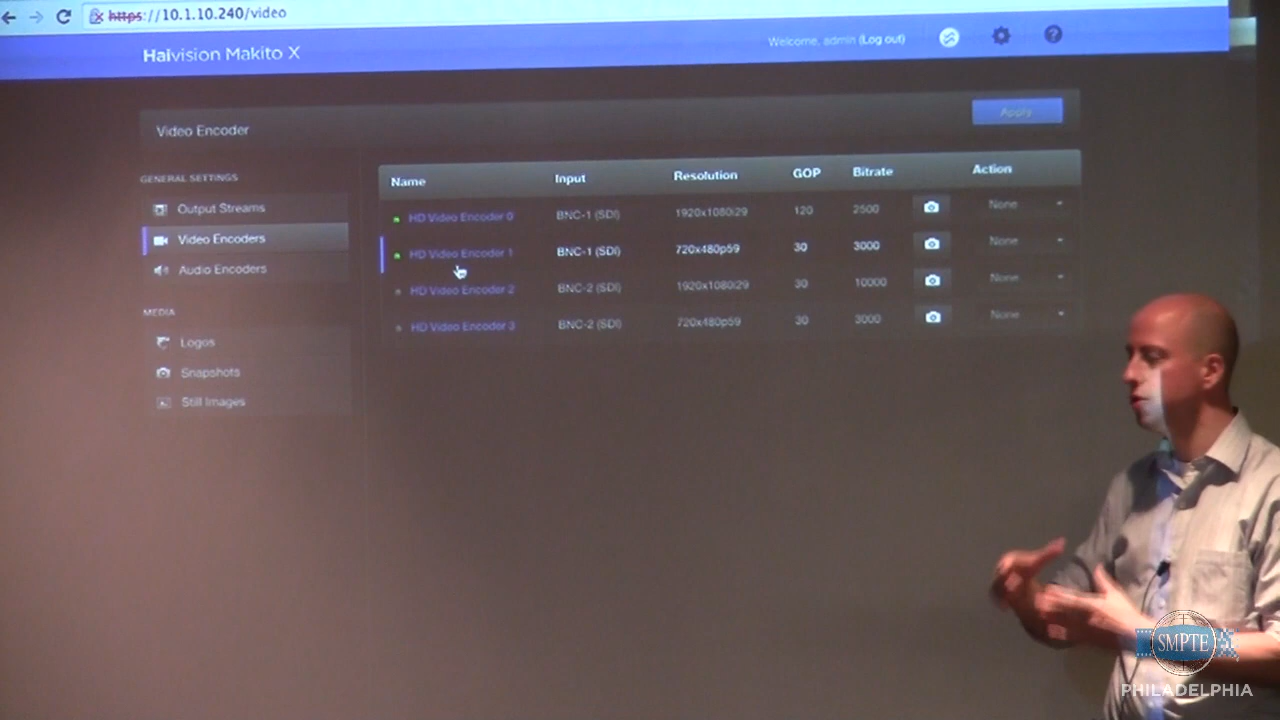 https://10.1.10.240/video
Haivision Makito X
Welcome, admin (Log out)
?
Video Encoder
Apply
GENERAL SETTINGS
Output Streams
Video Encoders
Audio Encoders
MEDIA
Logos
Snapshots
Still Images
Name Input Resolution GOP Bitrate Action
HD Video Encoder 0 BNC-1 (SDI) 1920x1080i29 120 2500 None
HD Video Encoder 1 BNC-1 (SDI) 720x480p59 30 3000 None
HD Video Encoder 2 BNC-2 (SDI) 1920x1080i29 30 10000 None
HD Video Encoder 3 BNC-2 (SDI) 720x480p59 30 3000 None
SMPTE
PHILADELPHIA